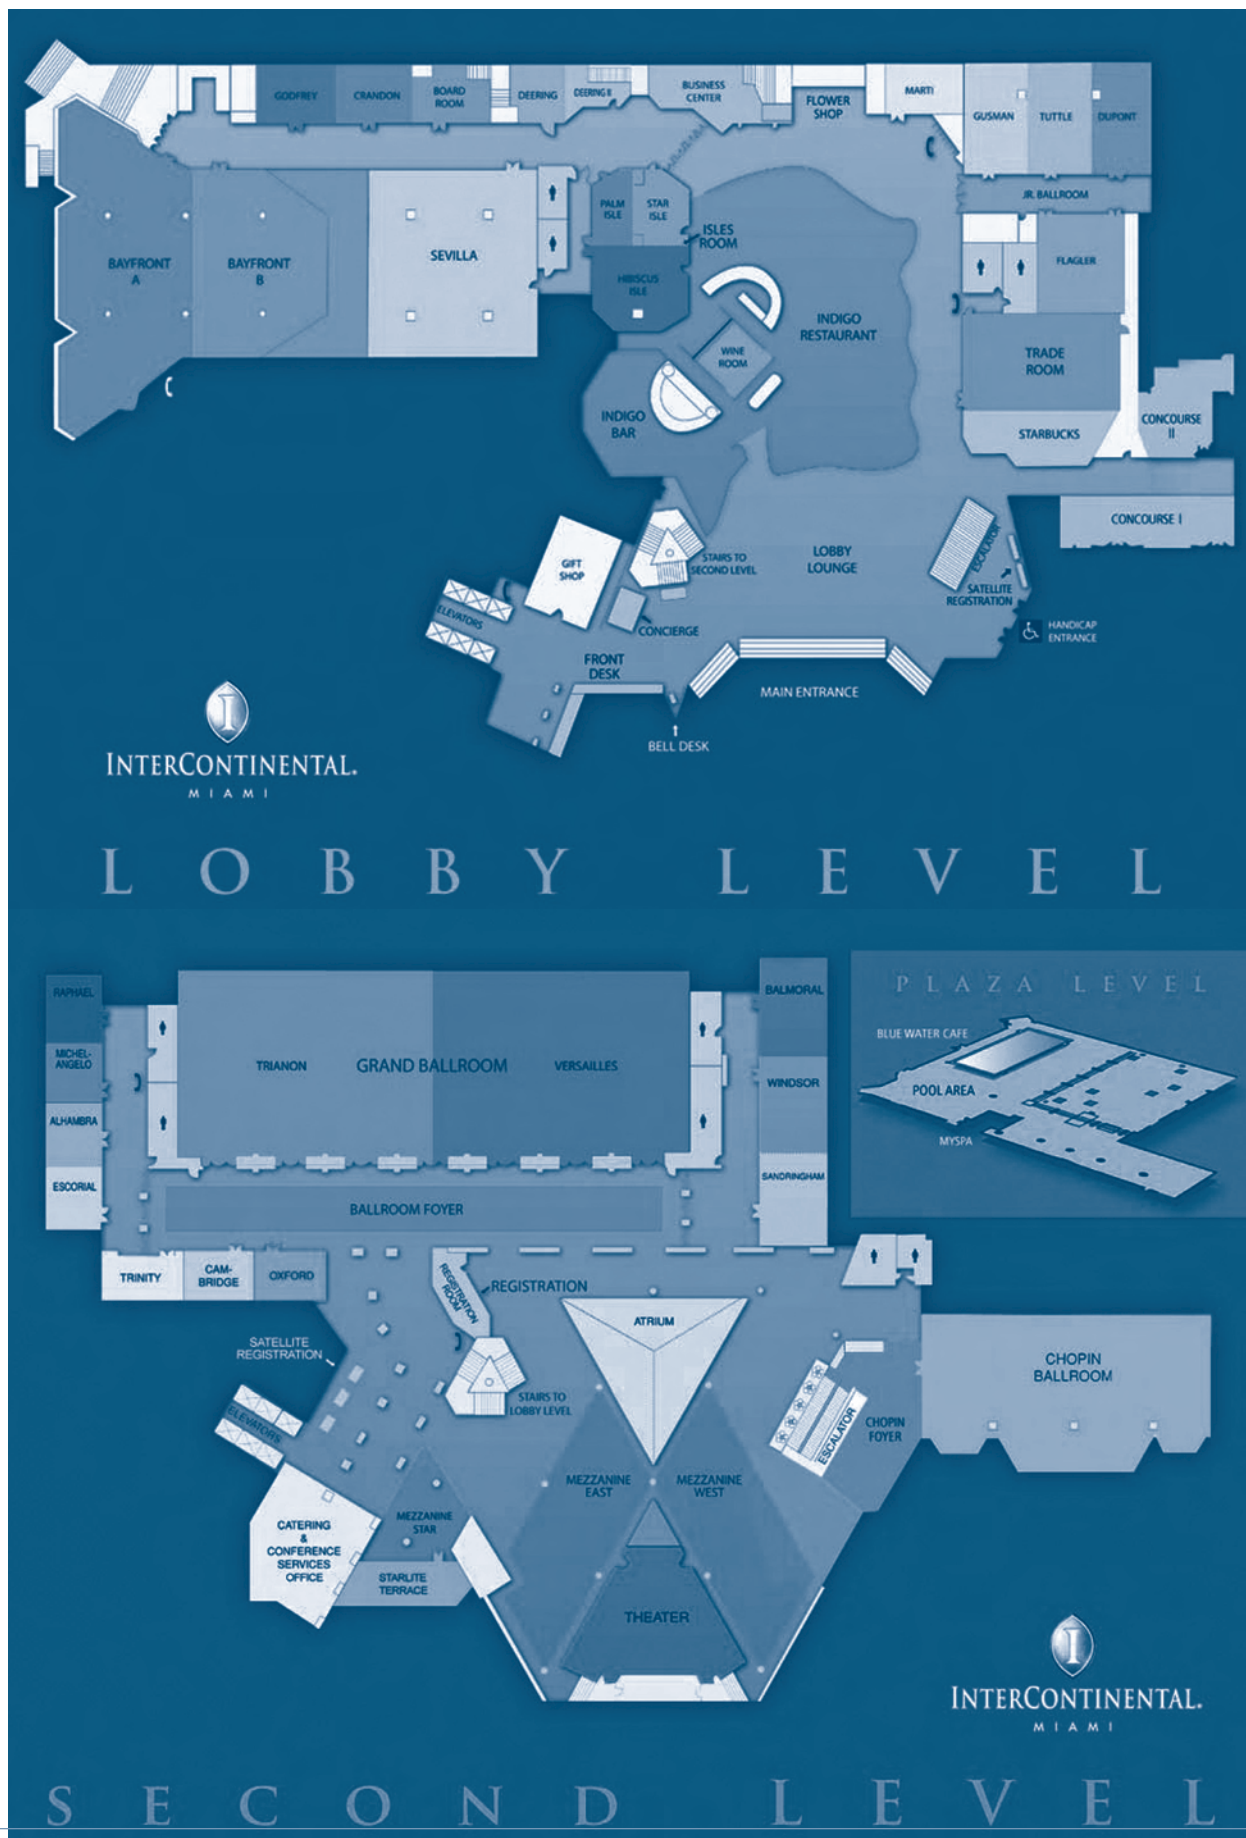 GODFREY
CRANDON
BOARD
ROOM
DEERING
DEERING II
BUSINESS
CENTER
FLOWER
SHOP
MARTI
GUSMAN
TUTTLE
DUPONT
JR. BALLROOM
PALM
ISLE
STAR
ISLE
ISLES
ROOM
BAYFRONT
A
BAYFRONT
B
SEVILLA
HIBISCUS
ISLE
FLAGLER
INDIGO
RESTAURANT
WINE
ROOM
TRADE
ROOM
INDIGO
BAR
STARBUCKS
CONCOURSE
II
CONCOURSE I
GIFT
SHOP
STAIRS TO
SECOND LEVEL
LOBBY
LOUNGE
ESCALATOR
SATELLITE
REGISTRATION
ELEVATORS
CONCIERGE
HANDICAP
ENTRANCE
FRONT
DESK
MAIN ENTRANCE
BELL DESK
I
INTERCONTINENTAL.
MIAMI
LOBBY LEVEL
RAPHAEL
MICHEL-
ANGELO
ALHAMBRA
ESCORIAL
TRIANON
GRAND BALLROOM
VERSAILLES
BALMORAL
WINDSOR
SANDRINGHAM
PLAZA LEVEL
BLUE WATER CAFE
POOL AREA
MYSPA
BALLROOM FOYER
TRINITY
CAM-
BRIDGE
OXFORD
REGISTRATION
ROOM
REGISTRATION
ATRIUM
SATELLITE
REGISTRATION
STAIRS TO
LOBBY LEVEL
CHOPIN
BALLROOM
ELEVATORS
ESCALATOR
CHOPIN
FOYER
MEZZANINE
EAST
MEZZANINE
WEST
MEZZANINE
STAR
CATERING
&
CONFERENCE
SERVICES
OFFICE
STARLITE
TERRACE
THEATER
I
INTERCONTINENTAL.
MIAMI
SECOND LEVEL